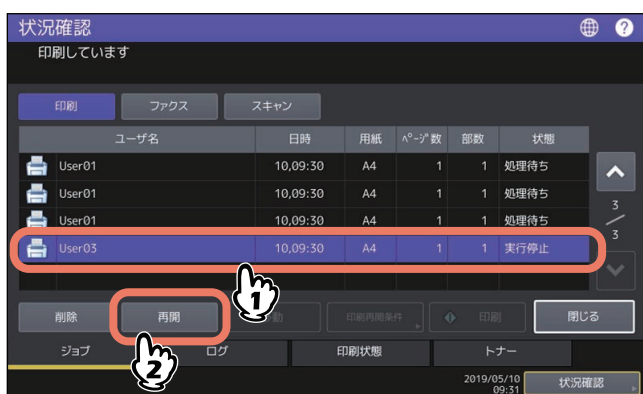 状況確認
?
印刷しています
印刷 ファクス スキャン
ユーザ名 日時 用紙 ページ数 部数 状態
User01 10,09:30 A4 1 1 処理待ち
User01 10,09:30 A4 1 1 処理待ち
User01 10,09:30 A4 1 1 処理待ち
User03 10,09:30 A4 1 1 実行停止
3
3
1
削除 再開 動 印刷再開条件 印刷 閉じる
2
ジョブ ログ 印刷状態 トナー
2019/05/10
09:31
状況確認